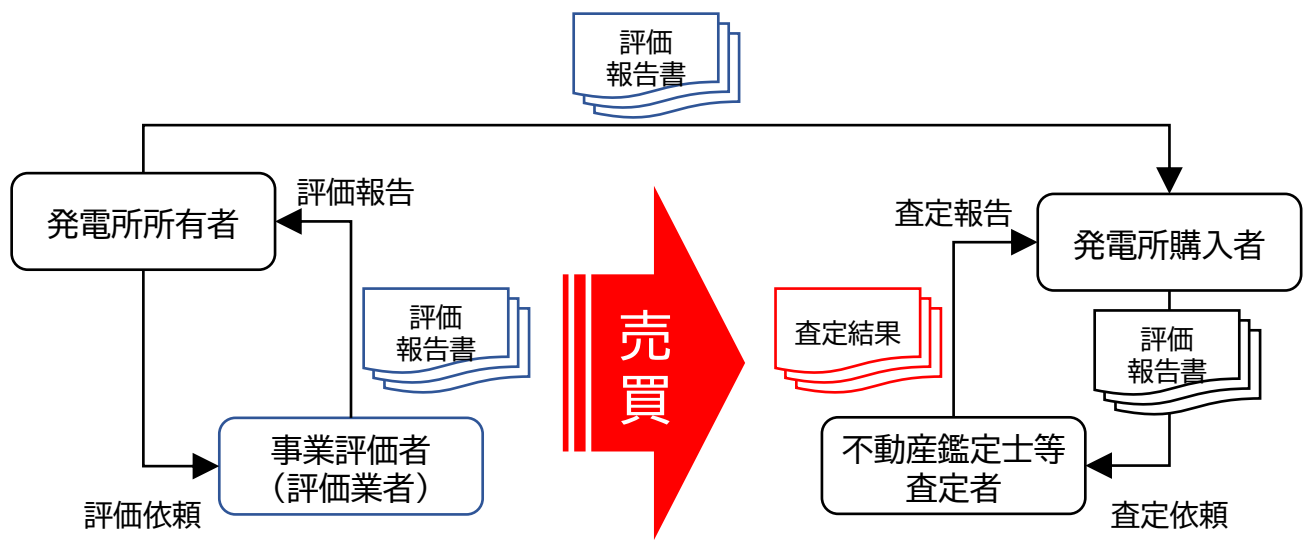 評価
報告書
発電所所有者
評価報告
査定報告
発電所購入者
評価
報告書
売
買
査定結果
評価
報告書
事業評価者
（評価業者）
不動産鑑定士等
査定者
評価依頼
査定依頼